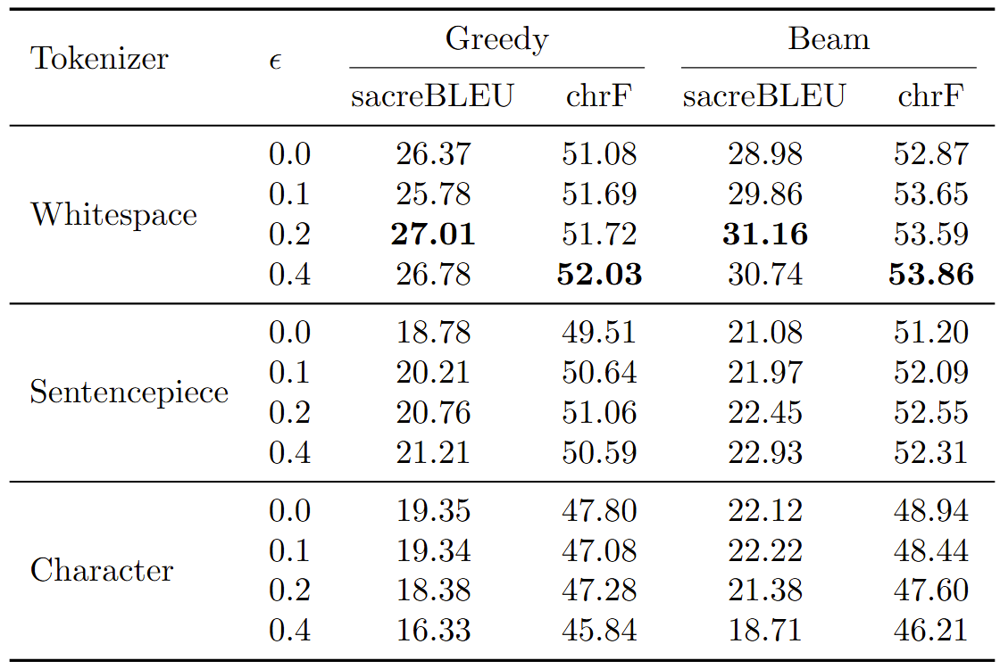 Tokenizer ϵ Greedy Beam
sacreBLEU chrF sacreBLEU chrF
Whitespace
0.0 26.37 51.08 28.98 52.87
0.1 25.78 51.69 29.86 53.65
0.2 27.01 51.72 31.16 53.59
0.4 26.78 52.03 30.74 53.86
Sentencepiece
0.0 18.78 49.51 21.08 51.20
0.1 20.21 50.64 21.97 52.09
0.2 20.76 51.06 22.45 52.55
0.4 21.21 50.59 22.93 52.31
Character
0.0 19.35 47.80 22.12 48.94
0.1 19.34 47.08 22.22 48.44
0.2 18.38 47.28 21.38 47.60
0.4 16.33 45.84 18.71 46.21